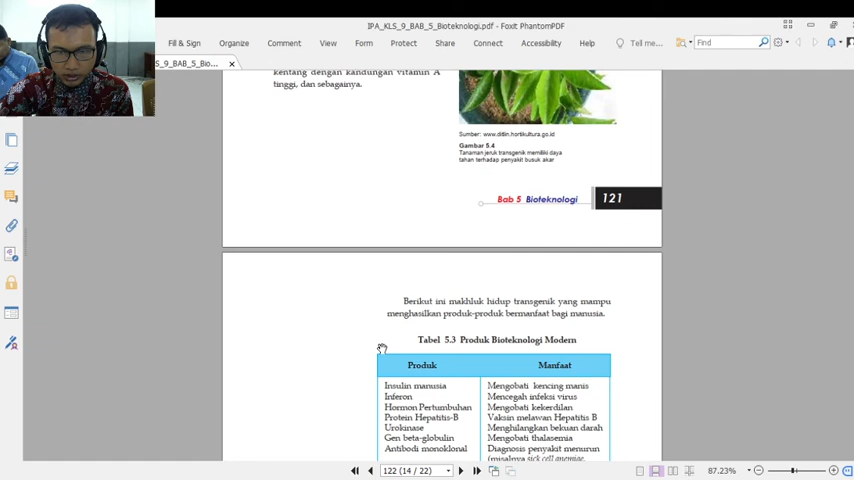 IPA_KLS_9_BAB_5_Bioteknologi.pdf - Foxit PhantomPDF
Fill & Sign Organize Comment View Form Protect Share Connect Accessibility Help Tell me... Find
S_9_BAB_5_Bio...
kentang dengan kandungan vitamin A
tinggi, dan sebagainya.
Sumber: www.ditlin.hortikultura.go.id
Gambar 5.4
Tanaman jeruk transgenik memiliki daya
tahan terhadap penyakit busuk akar
Bab 5 Bioteknologi 121
Berikut ini makhluk hidup transgenik yang mampu
menghasilkan produk-produk bermanfaat bagi manusia.
Tabel 5.3 Produk Bioteknologi Modern
Produk Manfaat
Insulin manusia Mengobati kencing manis
Inferon Mencegah infeksi virus
Hormon Pertumbuhan Mengobati kekerdilan
Protein Hepatitis-B Vaksin melawan Hepatitis B
Urokinase Menghilangkan bekuan darah
Gen beta-globulin Mengobati thalasemia
Antibodi monoklonal Diagnosis penyakit menurun
(misalnya sick cell anemiae,
122 (14 / 22) 87.23%